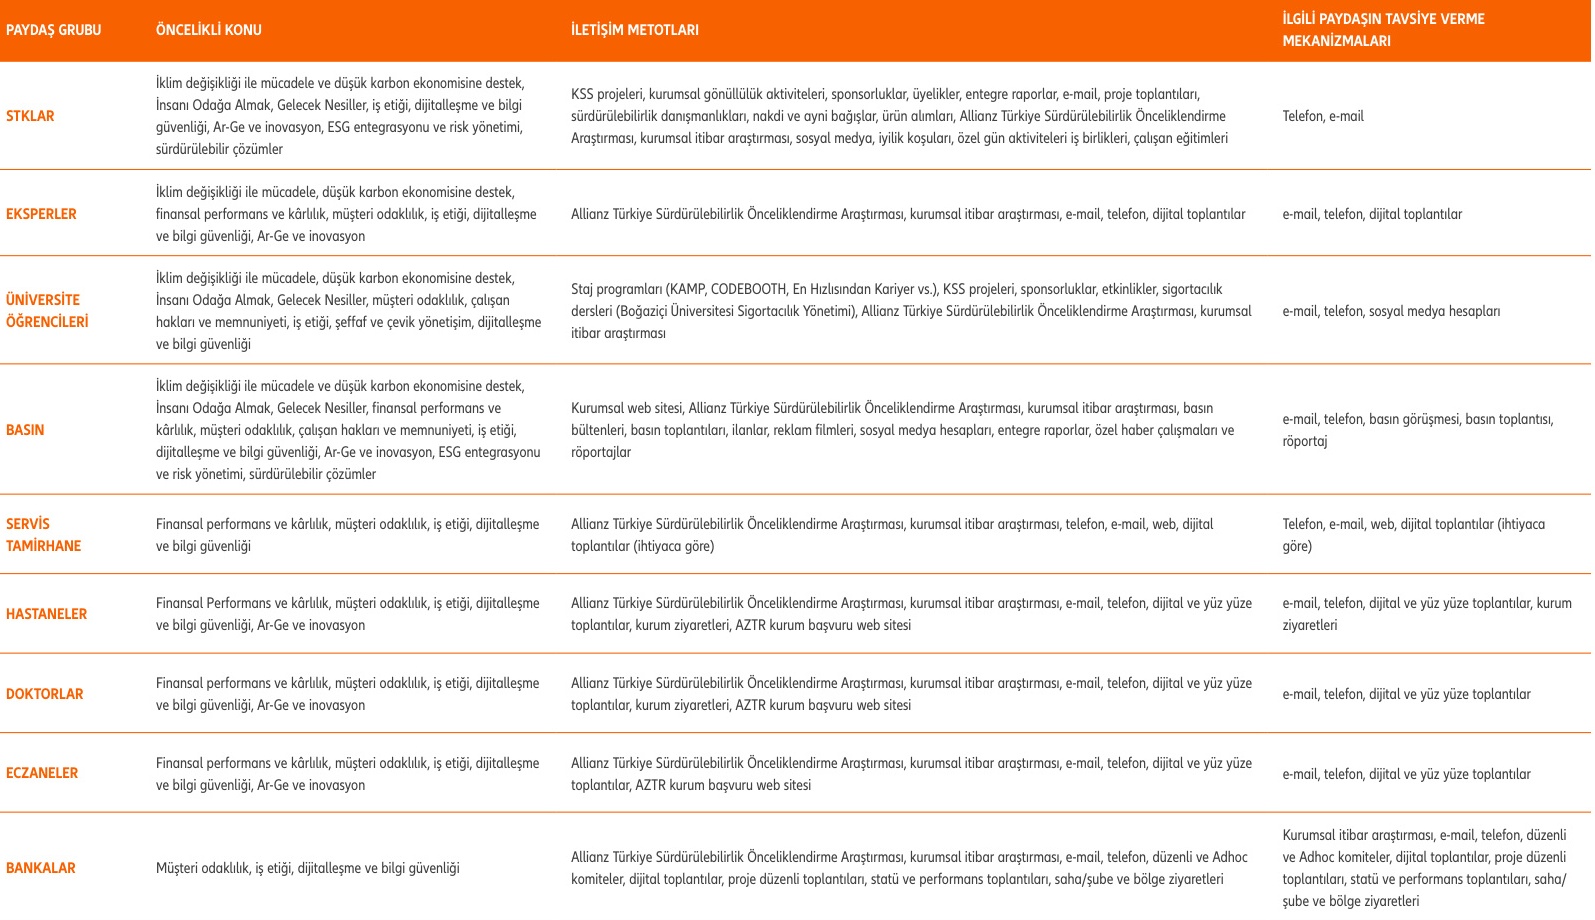 PAYDAŞ GRUBU
ÖNCELİKLİ KONU
İLETİŞİM METOTLARI
İLGİLİ PAYDAŞIN TAVSİYE VERME
MEKANİZMALARI
STKLAR
İklim değişikliği ile mücadele ve düşük karbon ekonomisine destek,
İnsanı Odağa Almak, Gelecek Nesiller, iş etiği, dijitalleşme ve bilgi
güvenliği, Ar-Ge ve inovasyon, ESG entegrasyonu ve risk yönetimi,
sürdürülebilir çözümler
KSS projeleri, kurumsal gönüllülük aktiviteleri, sponsorluklar, üyelikler, entegre raporlar, e-mail, proje toplantıları,
sürdürülebilirlik danışmanlıkları, nakdi ve ayni bağışlar, ürün alımları, Allianz Türkiye Sürdürülebilirlik Önceliklendirme
Araştırması, kurumsal itibar araştırması, sosyal medya, iyilik koşuları, özel gün aktiviteleri iş birlikleri, çalışan eğitimleri
Telefon, e-mail
EKSPERLER
İklim değişikliği ile mücadele, düşük karbon ekonomisine destek,
finansal performans ve kârlılık, müşteri odaklılık, iş etiği, dijitalleşme
ve bilgi güvenliği, Ar-Ge ve inovasyon
Allianz Türkiye Sürdürülebilirlik Önceliklendirme Araştırması, kurumsal itibar araştırması, e-mail, telefon, dijital toplantılar
e-mail, telefon, dijital toplantılar
ÜNİVERSİTE
ÖĞRENCİLERİ
İklim değişikliği ile mücadele, düşük karbon ekonomisine destek,
İnsanı Odağa Almak, Gelecek Nesiller, müşteri odaklılık, çalışan
hakları ve memnuniyeti, iş etiği, şeffaf ve çevik yönetişim, dijitalleşme
ve bilgi güvenliği
Staj programları (KAMP, CODEBOOTH, En Hızlısından Kariyer vs.), KSS projeleri, sponsorluklar, etkinlikler, sigortacılık
dersleri (Boğaziçi Üniversitesi Sigortacılık Yönetimi), Allianz Türkiye Sürdürülebilirlik Önceliklendirme Araştırması, kurumsal
itibar araştırması
e-mail, telefon, sosyal medya hesapları
BASIN
İklim değişikliği ile mücadele ve düşük karbon ekonomisine destek,
İnsanı Odağa Almak, Gelecek Nesiller, finansal performans ve
kârlılık, müşteri odaklılık, çalışan hakları ve memnuniyeti, iş etiği,
dijitalleşme ve bilgi güvenliği, Ar-Ge ve inovasyon, ESG entegrasyonu
ve risk yönetimi, sürdürülebilir çözümler
Kurumsal web sitesi, Allianz Türkiye Sürdürülebilirlik Önceliklendirme Araştırması, kurumsal itibar araştırması, basın
bültenleri, basın toplantıları, ilanlar, reklam filmleri, sosyal medya hesapları, entegre raporlar, özel haber çalışmaları ve
röportajlar
e-mail, telefon, basın görüşmesi, basın toplantısı,
röportaj
SERVİS
TAMİRHANE
Finansal performans ve kârlılık, müşteri odaklılık, iş etiği, dijitalleşme
ve bilgi güvenliği
Allianz Türkiye Sürdürülebilirlik Önceliklendirme Araştırması, kurumsal itibar araştırması, telefon, e-mail, web, dijital
toplantılar (ihtiyaca göre)
Telefon, e-mail, web, dijital toplantılar (ihtiyaca
göre)
HASTANELER
Finansal Performans ve kârlılık, müşteri odaklılık, iş etiği, dijitalleşme
ve bilgi güvenliği, Ar-Ge ve inovasyon
Allianz Türkiye Sürdürülebilirlik Önceliklendirme Araştırması, kurumsal itibar araştırması, e-mail, telefon, dijital ve yüz yüze
toplantılar, kurum ziyaretleri, AZTR kurum başvuru web sitesi
e-mail, telefon, dijital ve yüz yüze toplantılar, kurum
ziyaretleri
DOKTORLAR
Finansal performans ve kârlılık, müşteri odaklılık, iş etiği, dijitalleşme
ve bilgi güvenliği, Ar-Ge ve inovasyon
Allianz Türkiye Sürdürülebilirlik Önceliklendirme Araştırması, kurumsal itibar araştırması, e-mail, telefon, dijital ve yüz yüze
toplantılar, kurum ziyaretleri, AZTR kurum başvuru web sitesi
e-mail, telefon, dijital ve yüz yüze toplantılar
ECZANELER
Finansal performans ve kârlılık, müşteri odaklılık, iş etiği, dijitalleşme
ve bilgi güvenliği, Ar-Ge ve inovasyon
Allianz Türkiye Sürdürülebilirlik Önceliklendirme Araştırması, kurumsal itibar araştırması, e-mail, telefon, dijital ve yüz yüze
toplantılar, AZTR kurum başvuru web sitesi
e-mail, telefon, dijital ve yüz yüze toplantılar
BANKALAR
Müşteri odaklılık, iş etiği, dijitalleşme ve bilgi güvenliği
Allianz Türkiye Sürdürülebilirlik Önceliklendirme Araştırması, kurumsal itibar araştırması, e-mail, telefon, düzenli ve Adhoc
komiteler, dijital toplantılar, proje düzenli toplantıları, statü ve performans toplantıları, saha/şube ve bölge ziyaretleri
Kurumsal itibar araştırması, e-mail, telefon, düzenli
ve Adhoc komiteler, dijital toplantılar, proje düzenli
toplantıları, statü ve performans toplantıları, saha/
şube ve bölge ziyaretleri